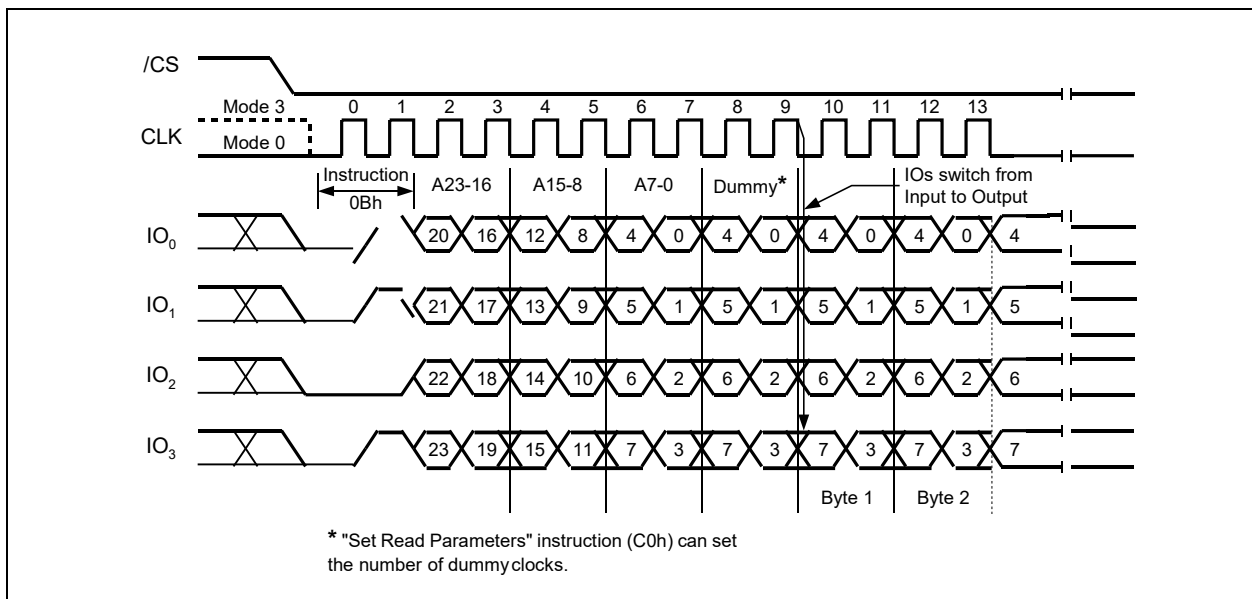 /CS
Mode 3 0 1 2 3 4 5 6 7 8 9 10 11 12 13
CLK
Mode 0
Instruction A23-16 A15-8 A7-0 Dummy* IOs switch from
0Bh Input to Output
IO0 20 16 12 8 4 0 4 0 4 0 4 0 4
IO1 21 17 13 9 5 1 5 1 5 1 5 1 5
IO2 22 18 14 10 6 2 6 2 6 2 6 2 6
IO3 23 19 15 11 7 3 7 3 7 3 7 3 7
Byte 1 Byte 2
* "Set Read Parameters" instruction (C0h) can set
the number of dummyclocks.